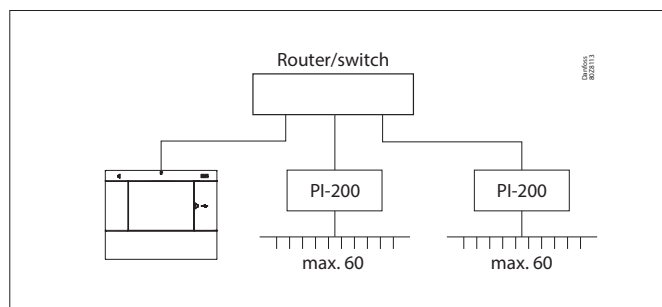 Router/switch
Danfoss
80Z8113
PI-200
PI-200
max. 60
max. 60